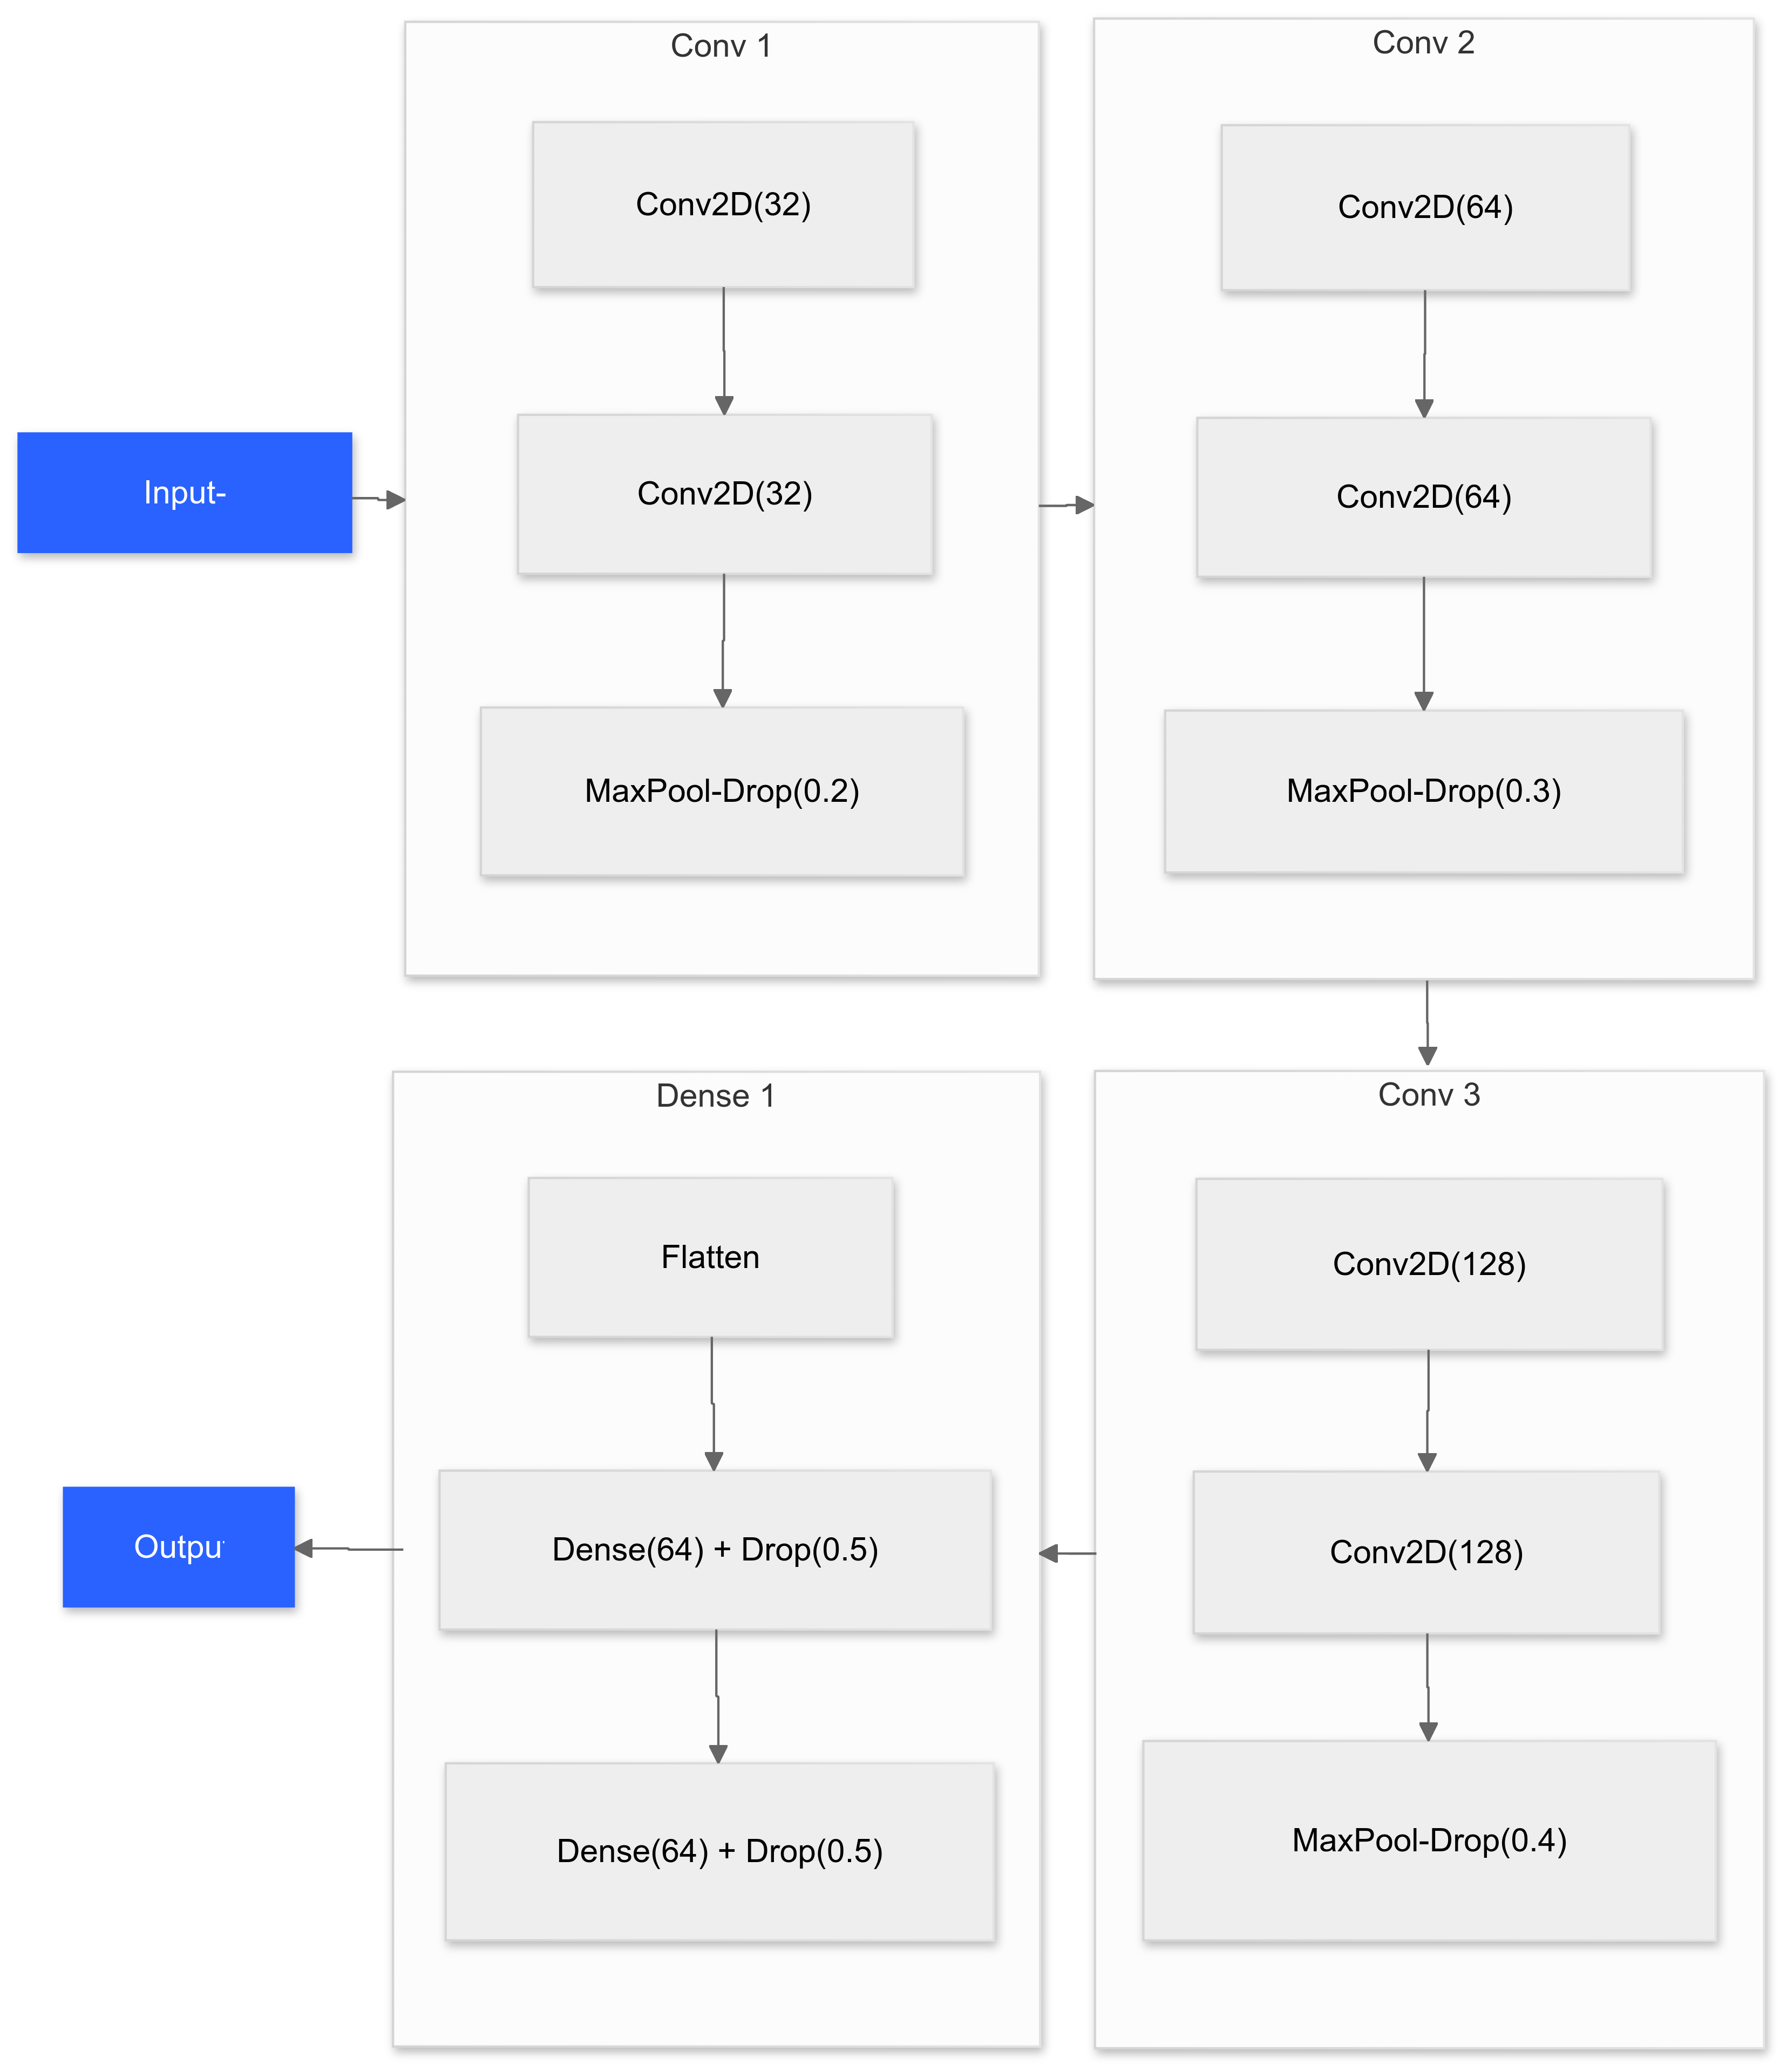 Conv 1
Conv2D(32)
Conv2D(32)
MaxPool-Drop(0.2)
Conv 2
Conv2D(64)
Conv2D(64)
MaxPool-Drop(0.3)
Input-
Conv 3
Conv2D(128)
Conv2D(128)
MaxPool-Drop(0.4)
Dense 1
Flatten
Dense(64) + Drop(0.5)
Dense(64) + Drop(0.5)